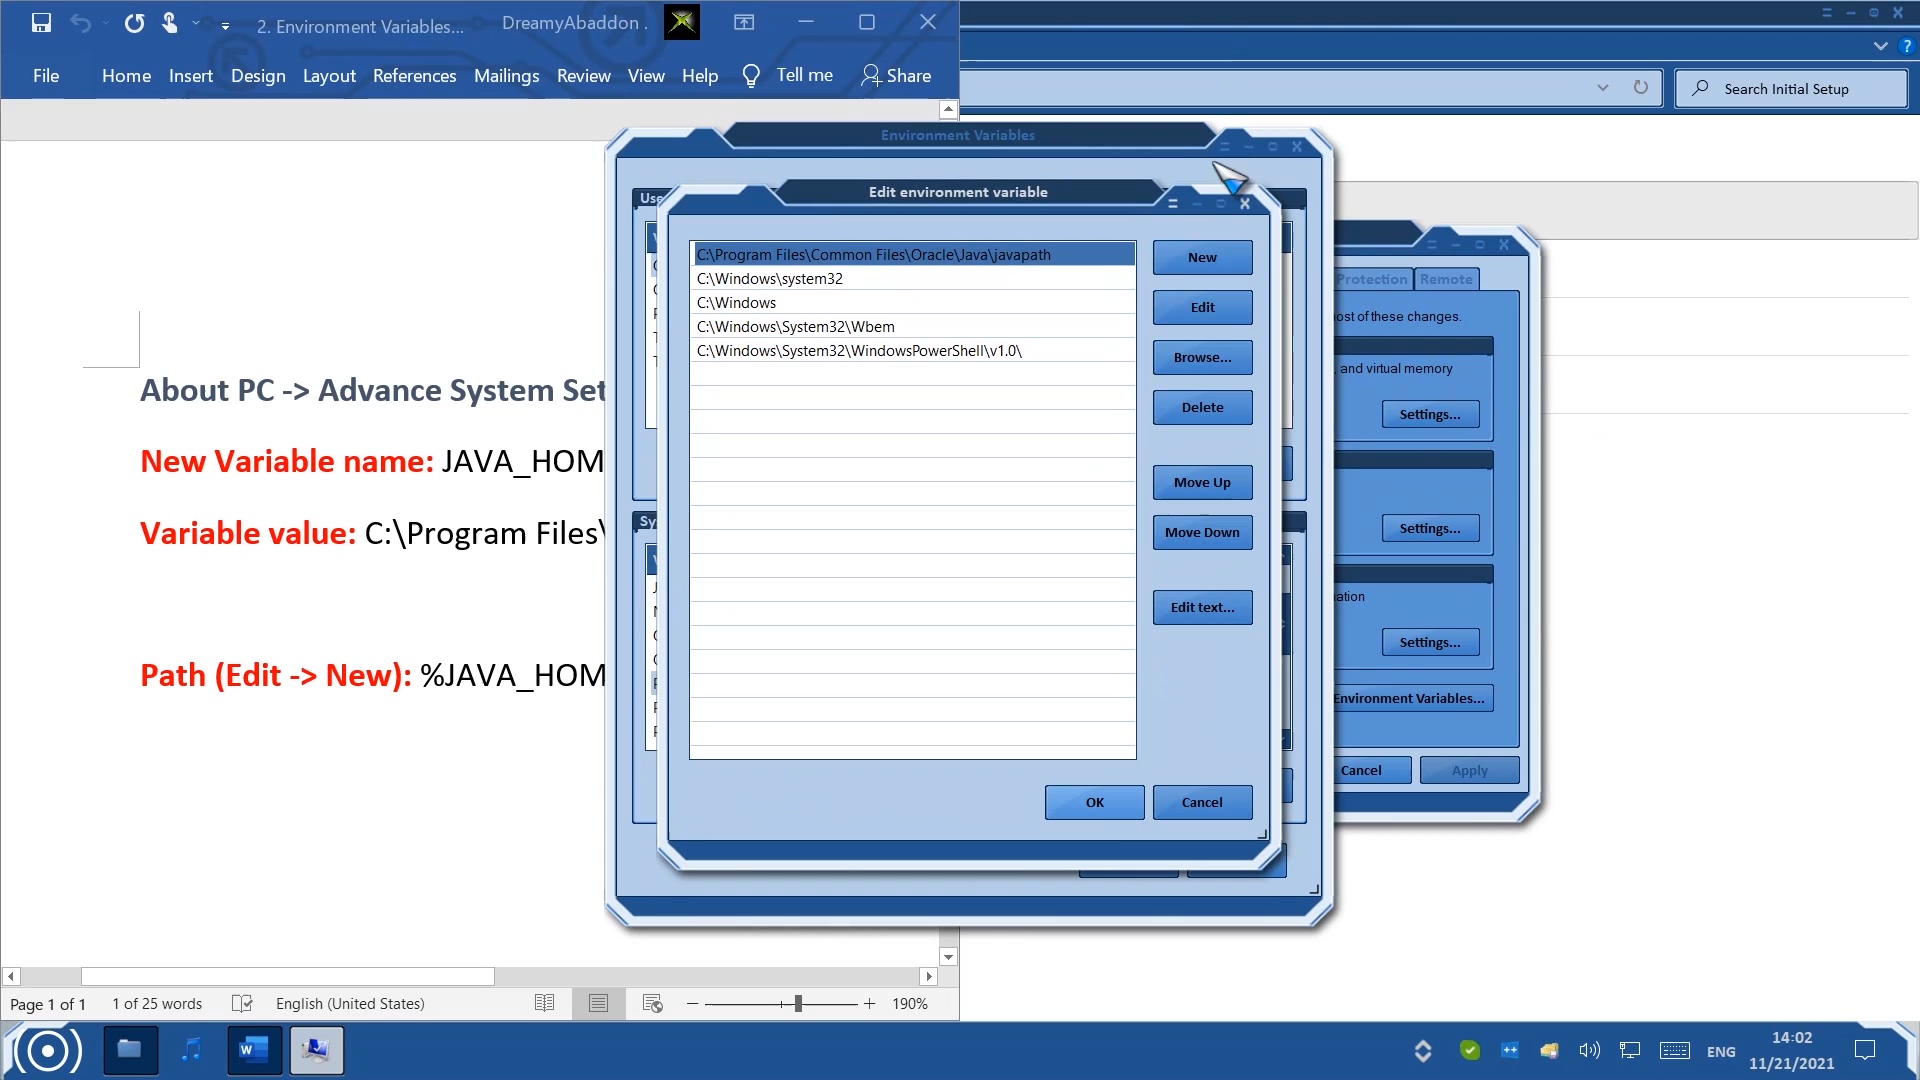 2. Environment Variables...
DreamyAbaddon .
File Home Insert Design Layout References Mailings Review View Help Tell me Share
Search Initial Setup
?
Environment Variables
Use
Edit environment variable
C:\Program Files\Common Files\Oracle\Java\javapath
C:\Windows\system32
C:\Windows
C:\Windows\System32\Wbem
C:\Windows\System32\WindowsPowerShell\v1.0\
New
Edit
Browse...
Delete
Move Up
Move Down
Edit text...
OK
Cancel
Sy
Protection
Remote
ost of these changes.
, and virtual memory
Settings...
Settings...
ation
Settings...
Environment Variables...
Cancel
Apply
About PC -> Advance System Set
New Variable name: JAVA_HOM
Variable value: C:\Program Files\
Path (Edit -> New): %JAVA_HOM
Page 1 of 1
1 of 25 words
English (United States)
190%
W
ENG
14:02
11/21/2021